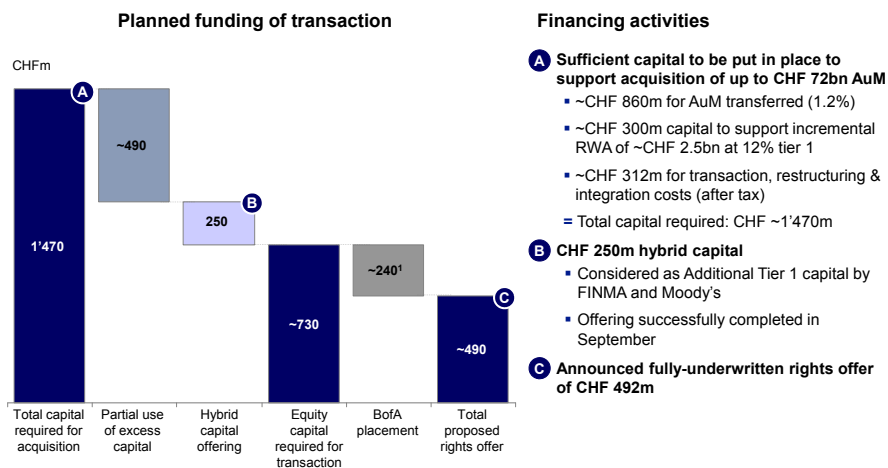 Planned funding of transaction
CHFm
A
~490
B
250
1'470
~240¹
C
~730
~490
Total capital
required for
acquisition
Partial use
of excess
capital
Hybrid
capital
offering
Equity
capital
required for
transaction
BofA
placement
Total
proposed
rights offer
Financing activities
A Sufficient capital to be put in place to
support acquisition of up to CHF 72bn AuM
▪ ~CHF 860m for AuM transferred (1.2%)
▪ ~CHF 300m capital to support incremental
RWA of ~CHF 2.5bn at 12% tier 1
▪ ~CHF 312m for transaction, restructuring &
integration costs (after tax)
= Total capital required: CHF ~1'470m
B CHF 250m hybrid capital
▪ Considered as Additional Tier 1 capital by
FINMA and Moody's
▪ Offering successfully completed in
September
C Announced fully-underwritten rights offer
of CHF 492m